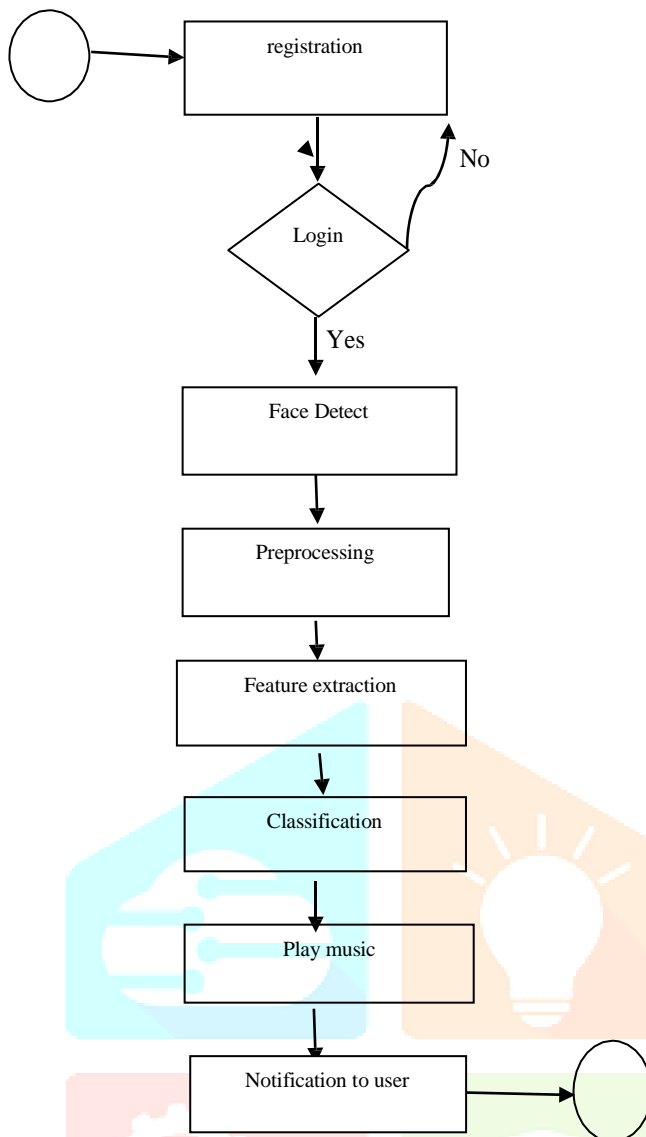 registration
No
Login
Yes
Face Detect
Preprocessing
Feature extraction
Classification
Play music
Notification to user